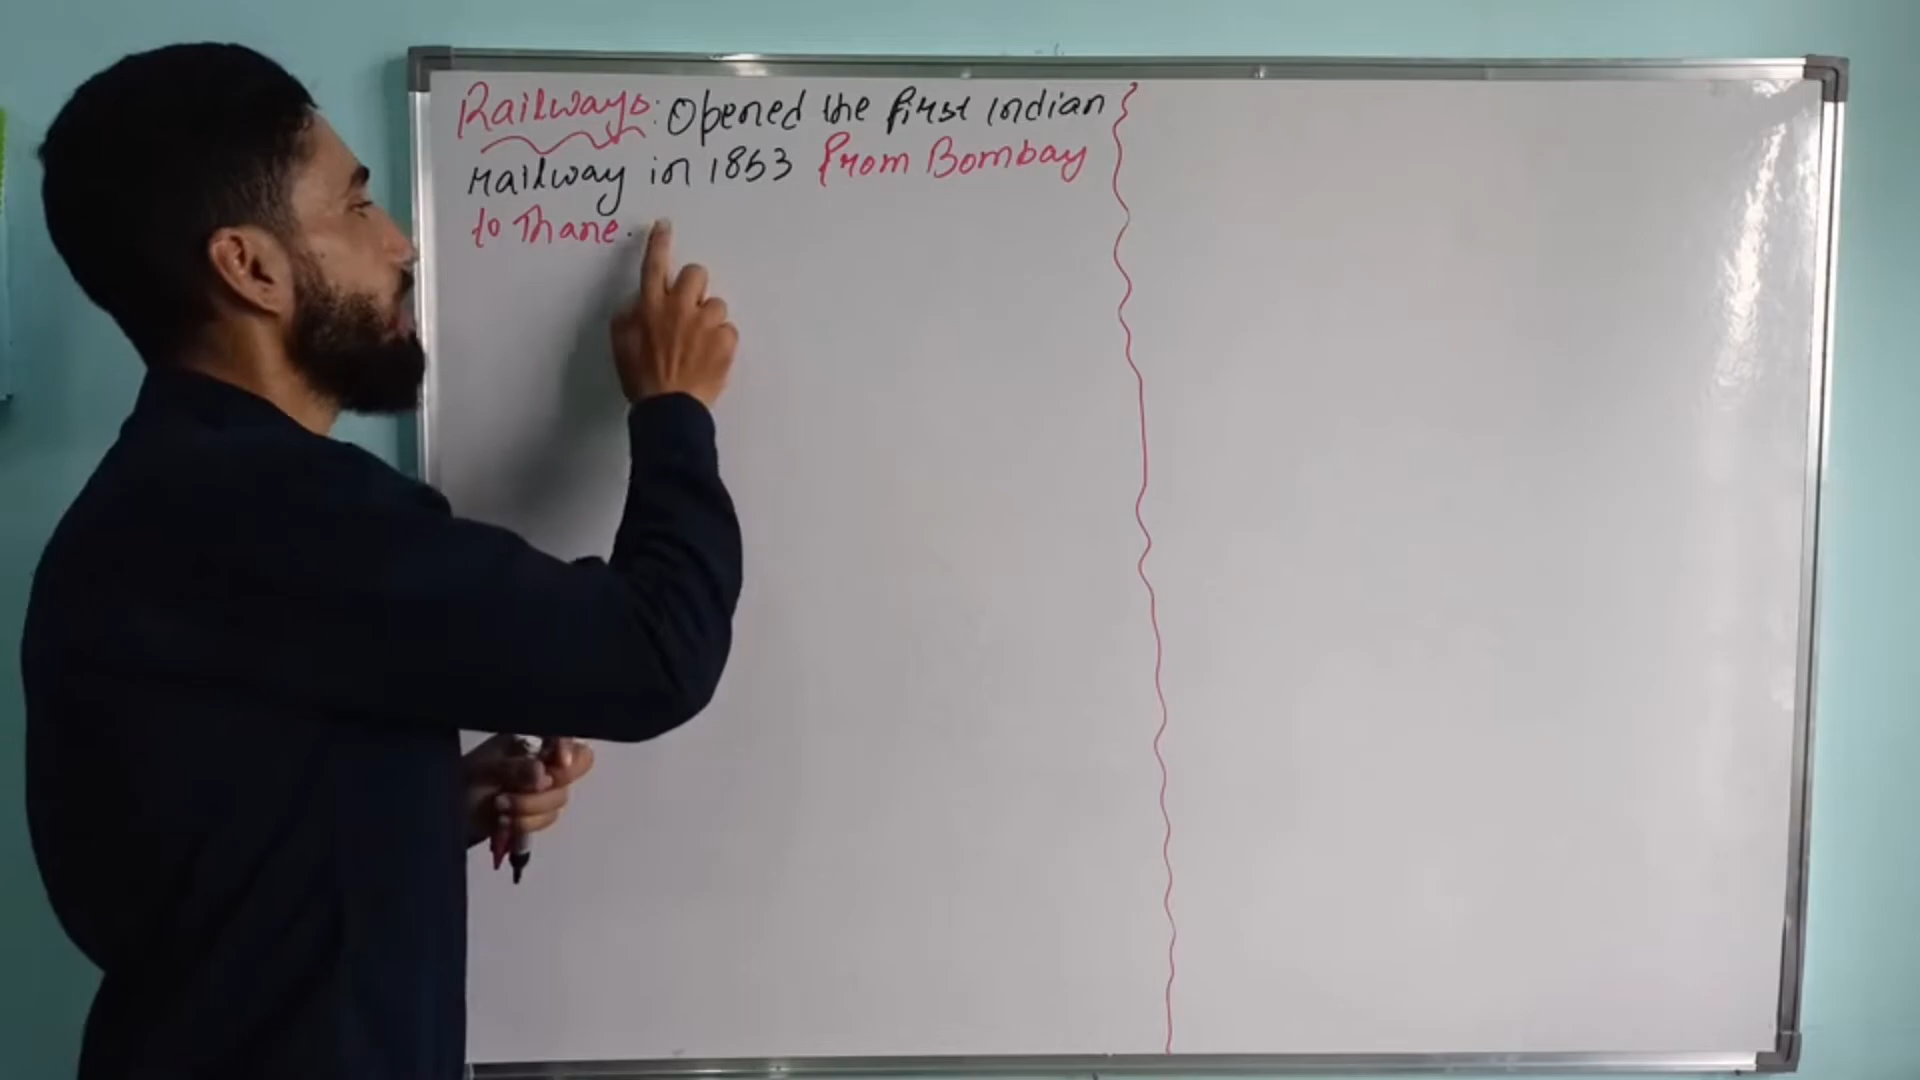 Railways: Opened the first Indian
railway in 1853 from Bombay
to Thane.